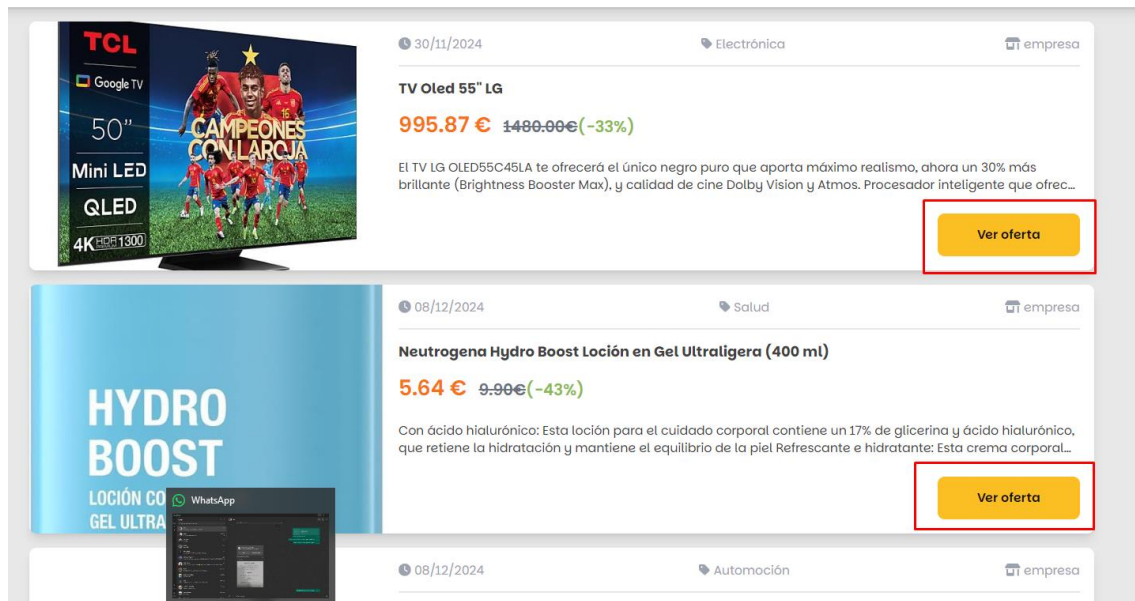 TCL
Google TV
50"
Mini LED
QLED
4K HDR 1300
CAMPEONES
CON LAROJA
16
30/11/2024
Electrónica
empresa
TV Oled 55" LG
995.87 € 1480.00€(-33%)
El TV LG OLED55C45LA te ofrecerá el único negro puro que aporta máximo realismo, ahora un 30% más
brillante (Brightness Booster Max), y calidad de cine Dolby Vision y Atmos. Procesador inteligente que ofrec...
Ver oferta
HYDRO
BOOST
LOCIÓN CO
GEL ULTRA
08/12/2024
Salud
empresa
Neutrogena Hydro Boost Loción en Gel Ultraligera (400 ml)
5.64 € 9.90€(-43%)
Con ácido hialurónico: Esta loción para el cuidado corporal contiene un 17% de glicerina y ácido hialurónico,
que retiene la hidratación y mantiene el equilibrio de la piel Refrescante e hidratante: Esta crema corporal...
Ver oferta
WhatsApp
08/12/2024
Automoción
empresa